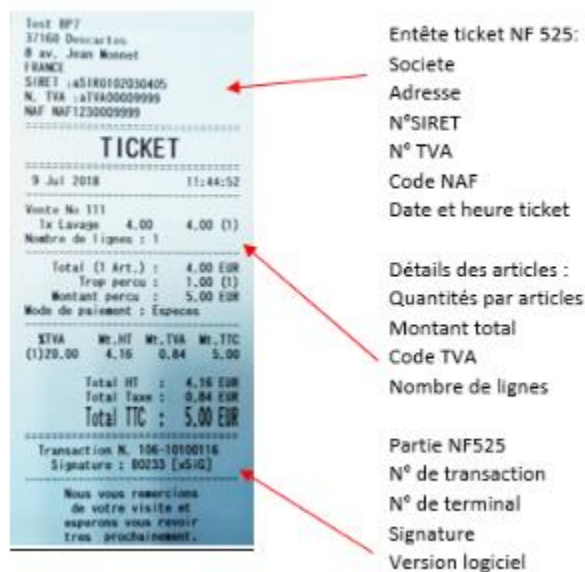 Test RP7
37160 Descartes
8 av. Jean Monnet
FRANCE
SIRET :aSIR0102030405
N. TVA :aTVA00009999
NAF NAF1230009999
TICKET
9 Jul 2018 11:44:52
Vente No 111
1x Lavage 4.00 4.00 (1)
Nombre de lignes : 1
Total (1 Art.) : 4.00 EUR
Trop percu : 1.00 (1)
Montant percu : 5.00 EUR
Mode de paiement : Especes
%TVA Mt.HT Mt.TVA Mt.TTC
(1)20.00 4.16 0.84 5.00
Total HT : 4.16 EUR
Total Taxe : 0.84 EUR
Total TTC : 5.00 EUR
Transaction N. 106-10100116
Signature : B0233 [xSiG]
Nous vous remercions
de votre visite et
esperons vous revoir
tres prochainement.
Entête ticket NF 525:
Societe
Adresse
N°SIRET
N° TVA
Code NAF
Date et heure ticket
Détails des articles :
Quantités par articles
Montant total
Code TVA
Nombre de lignes
Partie NF525
N° de transaction
N° de terminal
Signature
Version logiciel